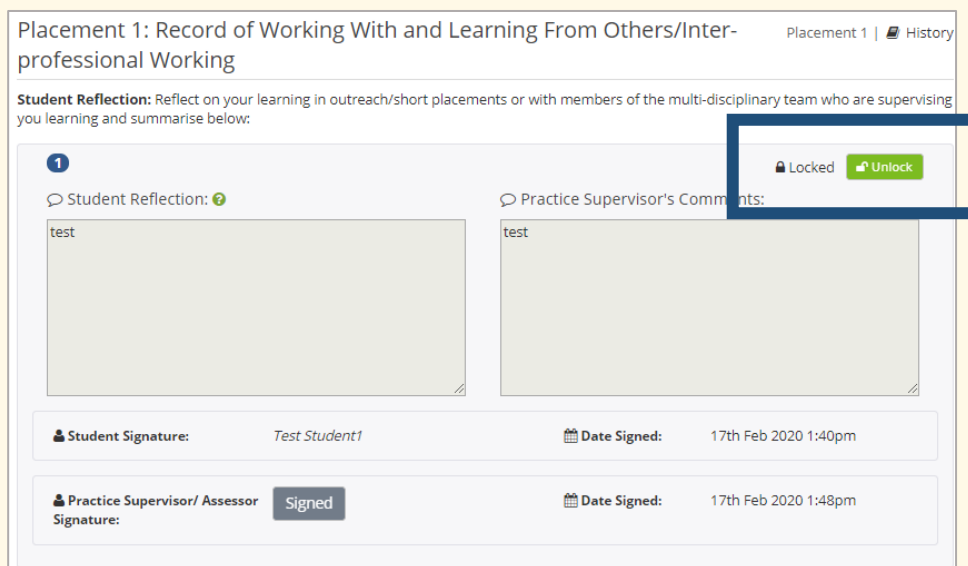 Placement 1: Record of Working With and Learning From Others/Inter-
professional Working
Placement 1 | History
Student Reflection: Reflect on your learning in outreach/short placements or with members of the multi-disciplinary team who are supervising
you learning and summarise below:
1
Locked Unlock
Student Reflection:
Practice Supervisor's Comments:
test
test
Student Signature: Test Student1 Date Signed: 17th Feb 2020 1:40pm
Practice Supervisor/ Assessor
Signature:
Signed Date Signed: 17th Feb 2020 1:48pm